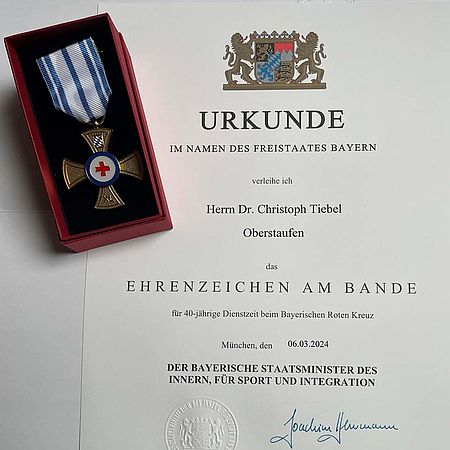 URKUNDE
IM NAMEN DES FREISTAATES BAYERN
verleihe ich
Herrn Dr. Christoph Tiebel
Oberstaufen
das
EHRENZEICHEN AM BANDE
für 40-jährige Dienstzeit beim Bayerischen Roten Kreuz
München, den 06.03.2024
DER BAYERISCHE STAATSMINISTER DES
INNERN, FÜR SPORT UND INTEGRATION
Joachim Herrmann